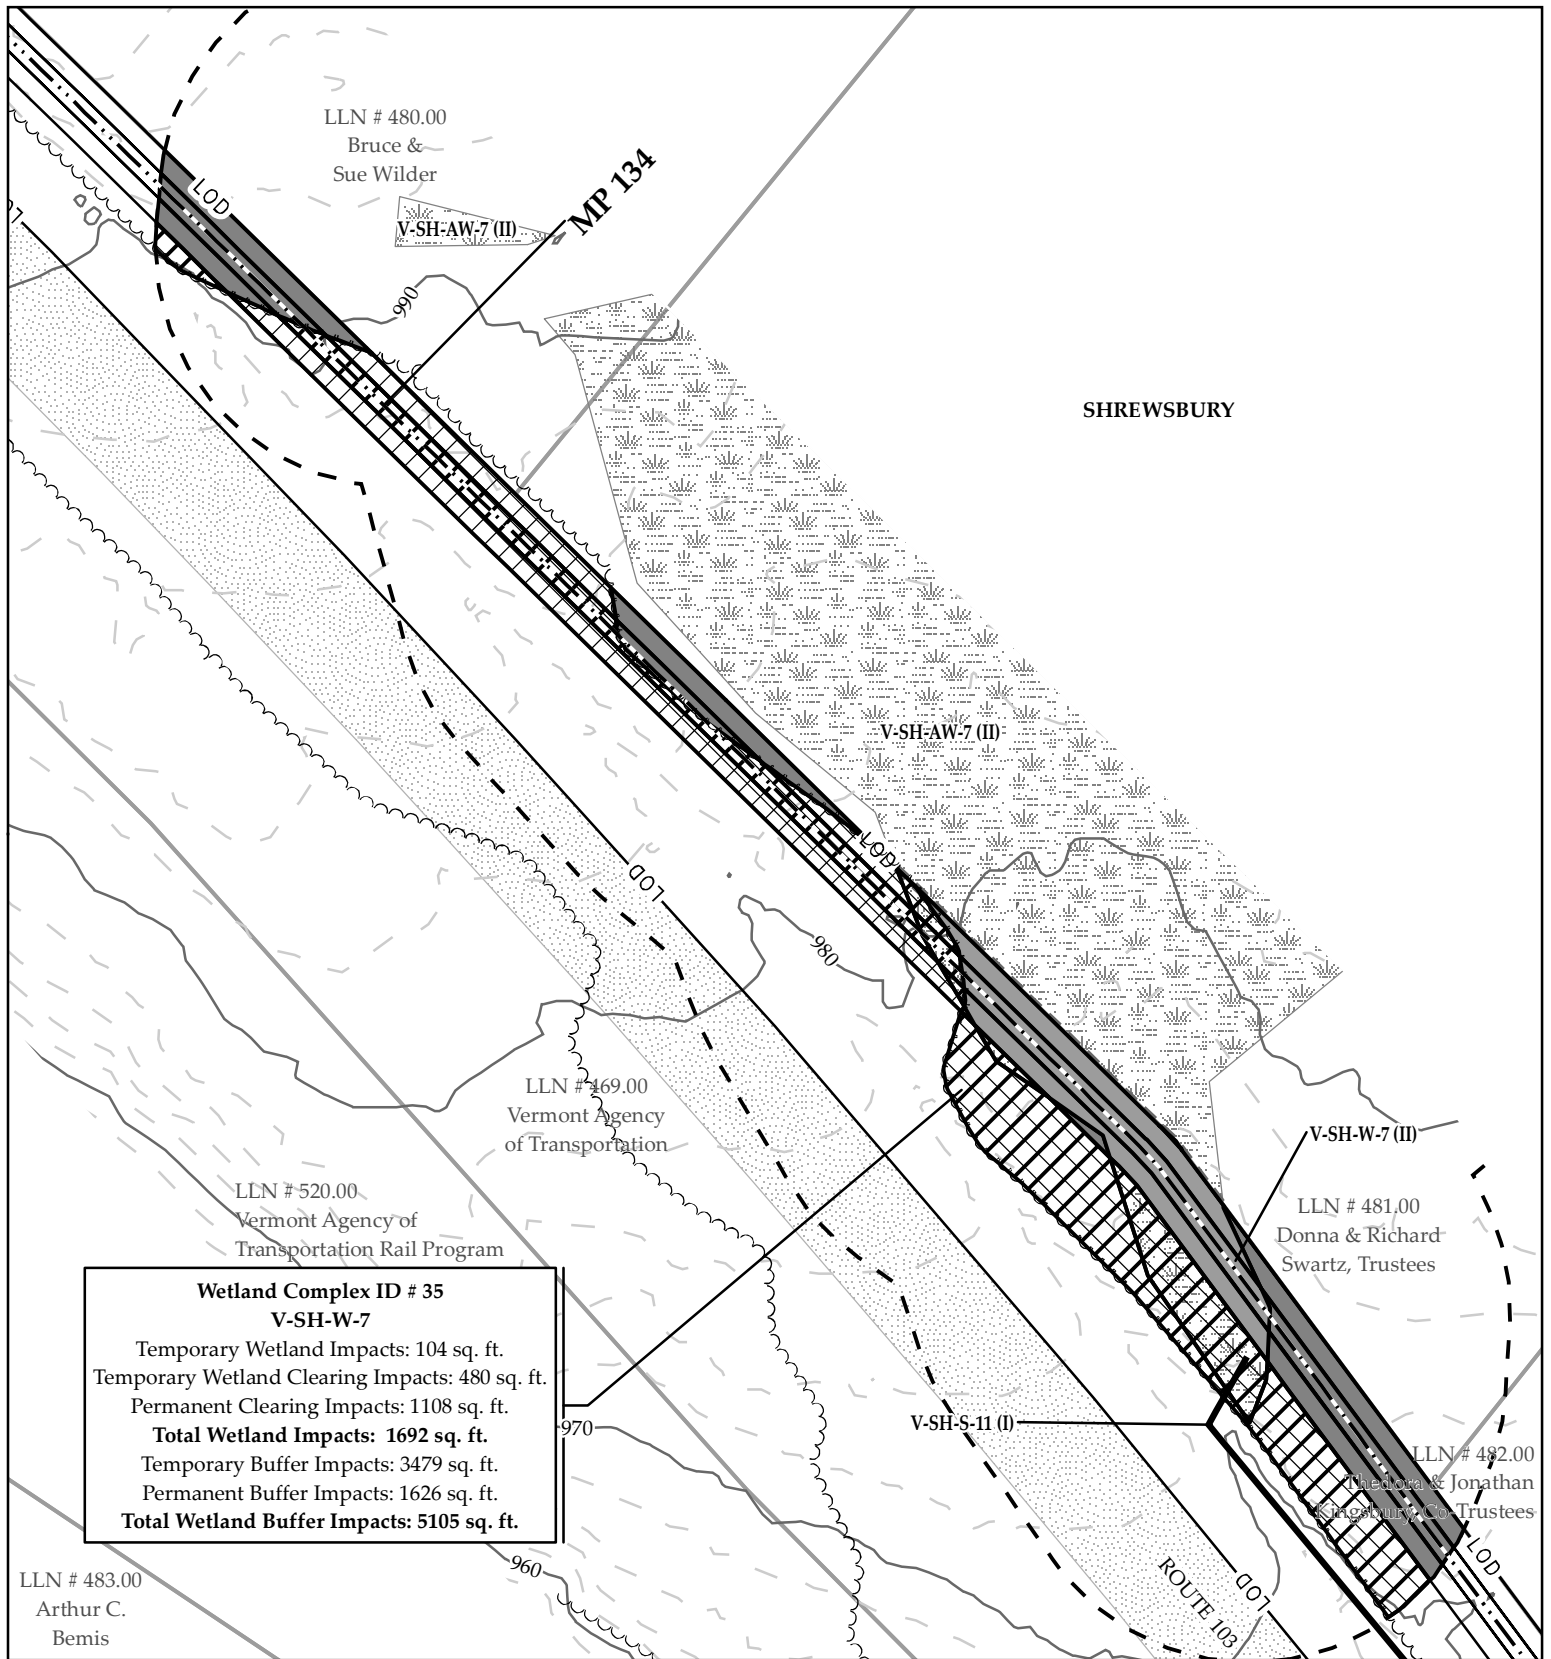 LLN # 480.00
Bruce &
Sue Wilder
MP 134
LOD
V-SH-AW-7 (II)
990
SHREWSBURY
V-SH-AW-7 (II)
LOD
LOD
980
LLN # 469.00
Vermont Agency
of Transportation
V-SH-W-7 (II)
LLN # 520.00
Vermont Agency of
Transportation Rail Program
LLN # 481.00
Donna & Richard
Swartz, Trustees
Wetland Complex ID # 35
V-SH-W-7
Temporary Wetland Impacts: 104 sq. ft.
Temporary Wetland Clearing Impacts: 480 sq. ft.
Permanent Clearing Impacts: 1108 sq. ft.
Total Wetland Impacts: 1692 sq. ft.
Temporary Buffer Impacts: 3479 sq. ft.
Permanent Buffer Impacts: 1626 sq. ft.
Total Wetland Buffer Impacts: 5105 sq. ft.
970
V-SH-S-11 (I)
LLN # 482.00
Thedora & Jonathan
Kingsbury, Co-Trustees
960
LOD
LOD
ROUTE 103
LLN # 483.00
Arthur C.
Bemis